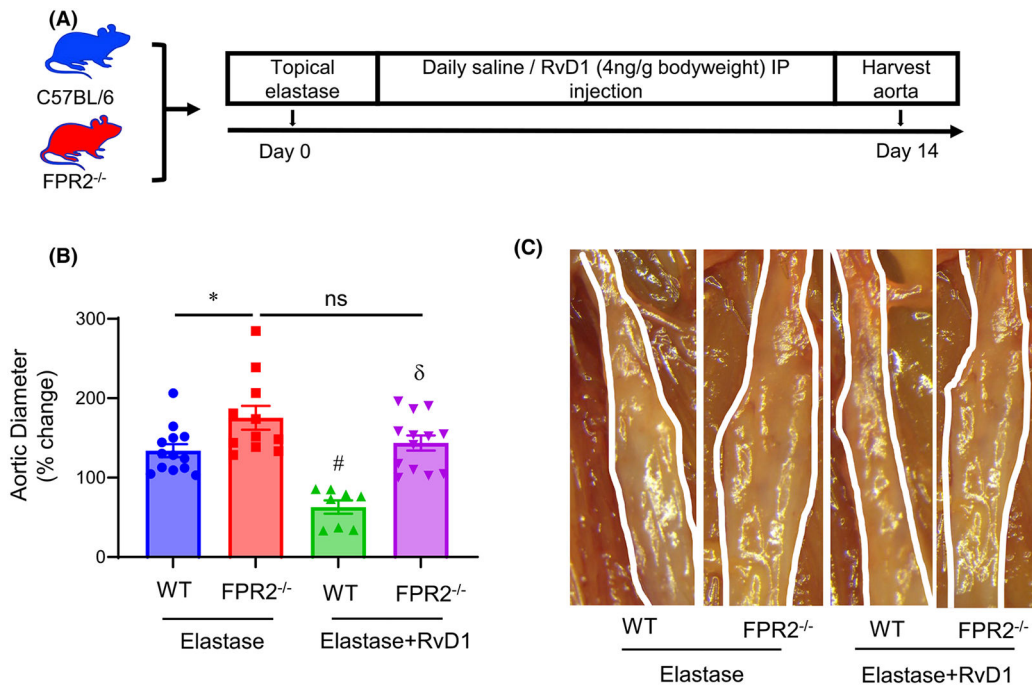 (A)
C57BL/6
FPR2-/-
Topical
elastase
Daily saline / RvD1 (4ng/g bodyweight) IP
injection
Harvest
aorta
Day 0
Day 14
(B)
Aortic Diameter
(% change)
300
200
100
0
*
ns
#
δ
WT
FPR2-/-
WT
FPR2-/-
Elastase
Elastase+RvD1
(C)
WT
FPR2-/-
WT
FPR2-/-
Elastase
Elastase+RvD1